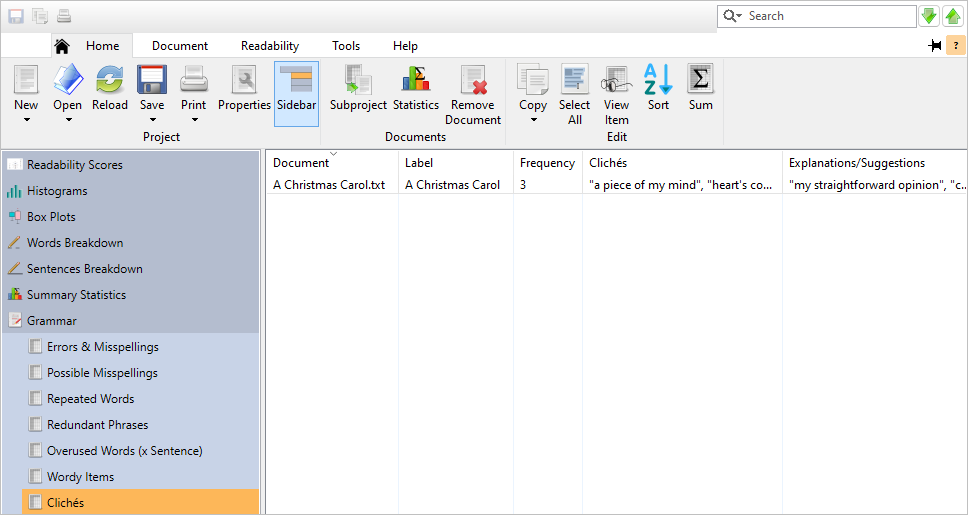 Search
?
Home Document Readability Tools Help
New Open Reload Save Print Properties Sidebar Subproject Statistics Remove Document Copy Select All View Item Sort Sum
Project Documents Edit
Readability Scores
Histograms
Box Plots
Words Breakdown
Sentences Breakdown
Summary Statistics
Grammar
Errors & Misspellings
Possible Misspellings
Repeated Words
Redundant Phrases
Overused Words (x Sentence)
Wordy Items
Clichés
Document Label Frequency Clichés Explanations/Suggestions
A Christmas Carol.txt A Christmas Carol 3 "a piece of my mind", "heart's co... "my straightforward opinion", "c...